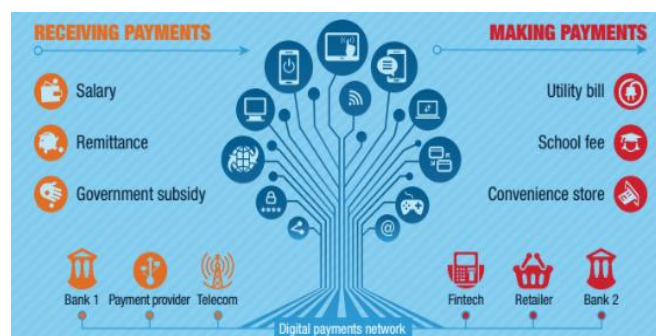 RECEIVING PAYMENTS
MAKING PAYMENTS
Salary
Remittance
Government subsidy
Utility bill
School fee
Convenience store
@
Bank 1
Payment provider
Telecom
Fintech
Retailer
Bank 2
Digital payments network